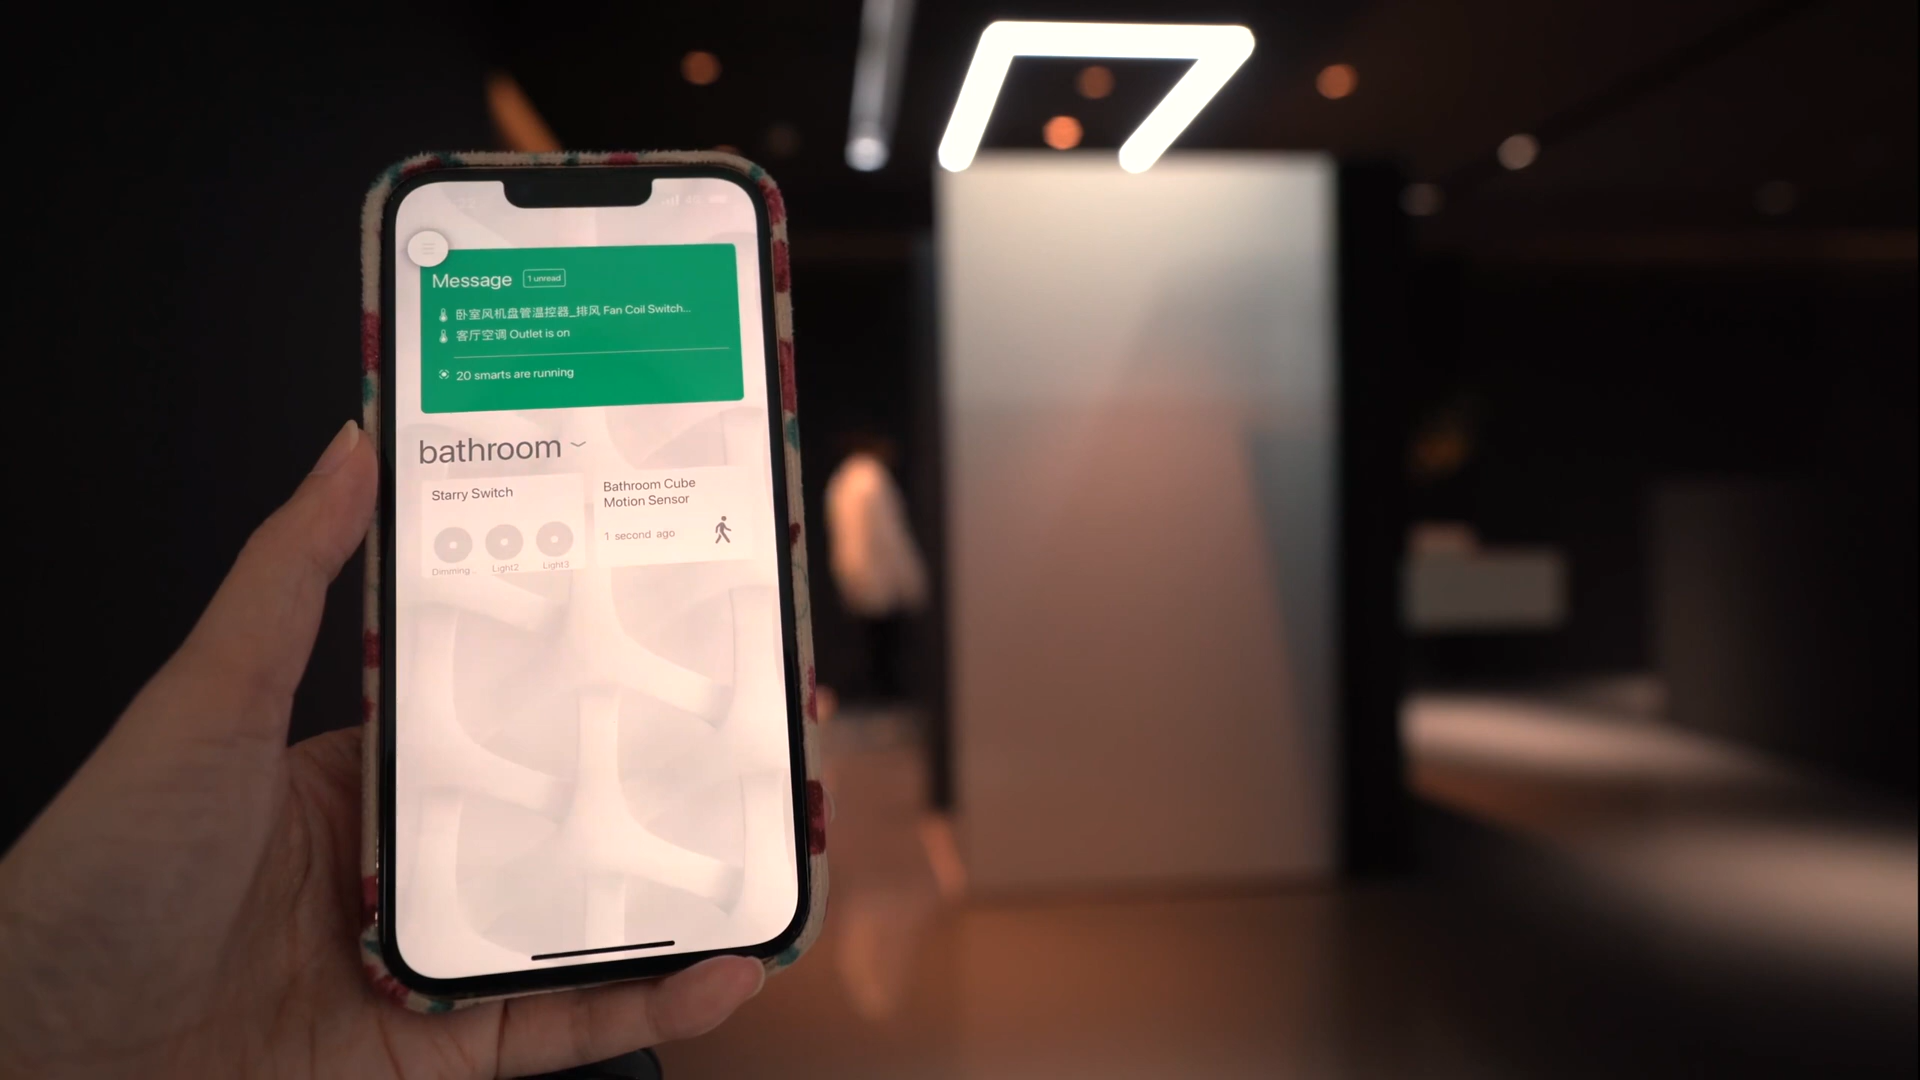 4G
Message
1 unread
卧室风机盘管温控器_排风 Fan Coil Switch...
客厅空调 Outlet is on
20 smarts are running
bathroom
Starry Switch
Dimming..
Light2
Light3
Bathroom Cube
Motion Sensor
1 second ago